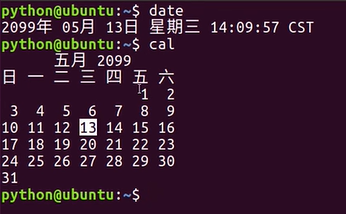 python@ubuntu:~$ date
2099年 05月 13日 星期三 14:09:57 CST
python@ubuntu:~$ cal
五月 2099
日 一 二 三 四 五 六
1 2
3 4 5 6 7 8 9
10 11 12 13 14 15 16
17 18 19 20 21 22 23
24 25 26 27 28 29 30
31
python@ubuntu:~$